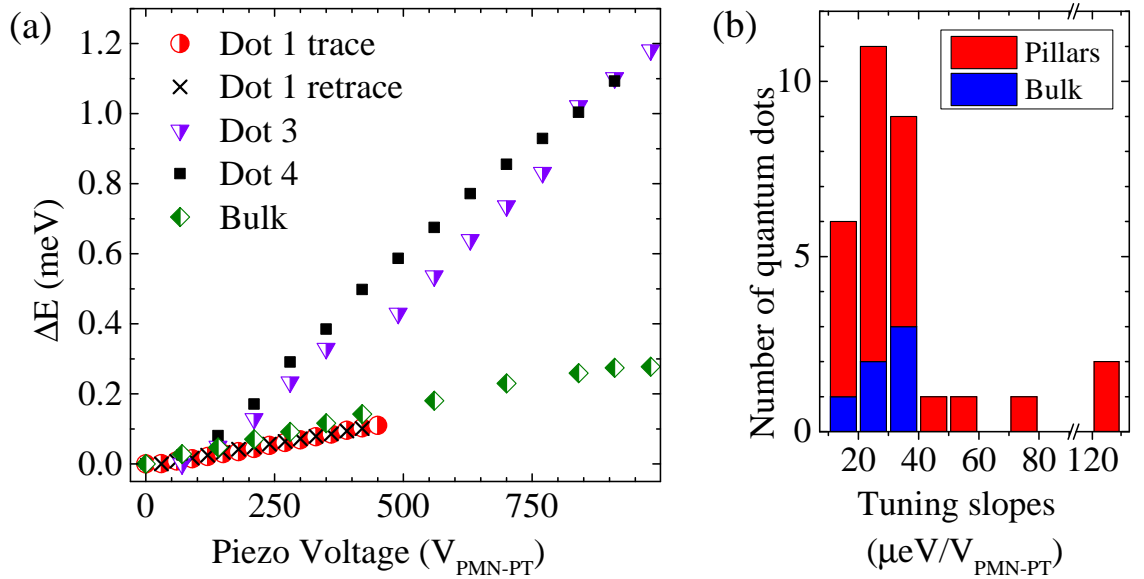 (a)
Dot 1 trace
Dot 1 retrace
Dot 3
Dot 4
Bulk
1.2
1.0
0.8
0.6
0.4
0.2
0.0
ΔE (meV)
0 250 500 750
Piezo Voltage (V_PMN-PT)
(b)
Pillars
Bulk
10
5
0
Number of quantum dots
20 40 60 80 120
Tuning slopes
(μeV/V_PMN-PT)